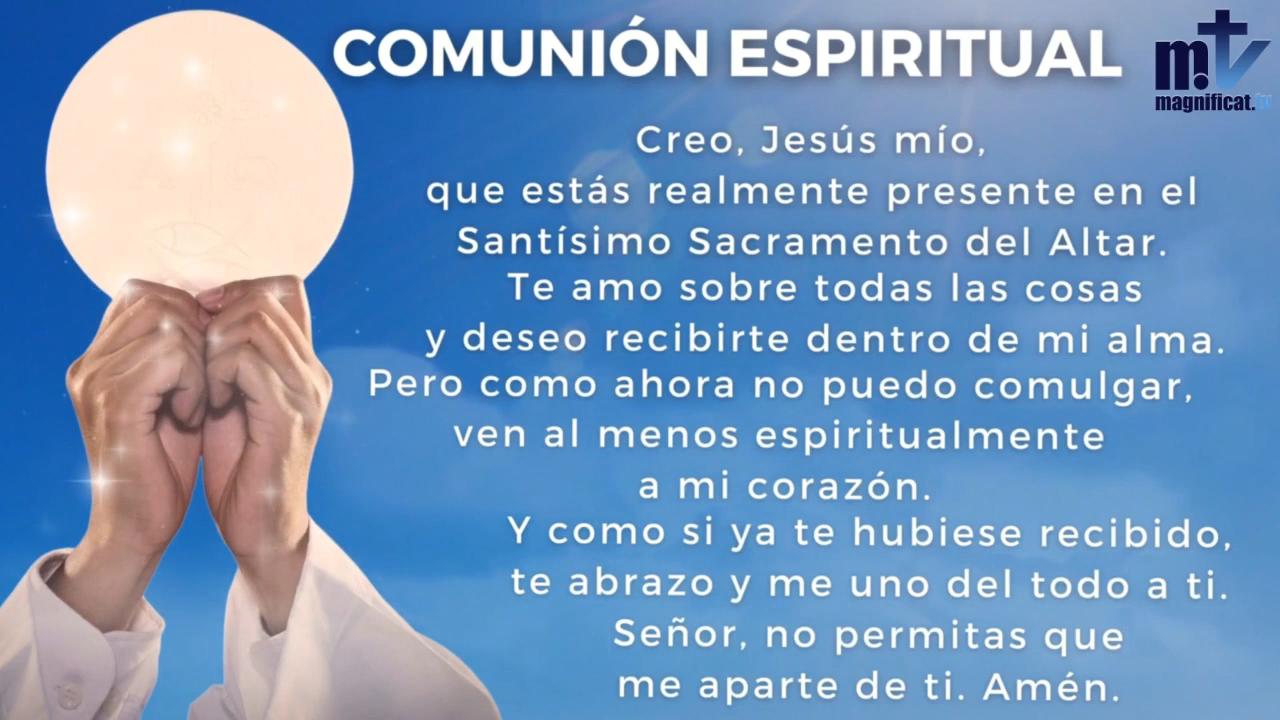 COMUNIÓN ESPIRITUAL
mtv
magnificat.tv
Creo, Jesús mío,
que estás realmente presente en el
Santísimo Sacramento del Altar.
Te amo sobre todas las cosas
y deseo recibirte dentro de mi alma.
Pero como ahora no puedo comulgar,
ven al menos espiritualmente
a mi corazón.
Y como si ya te hubiese recibido,
te abrazo y me uno del todo a ti.
Señor, no permitas que
me aparte de ti. Amén.